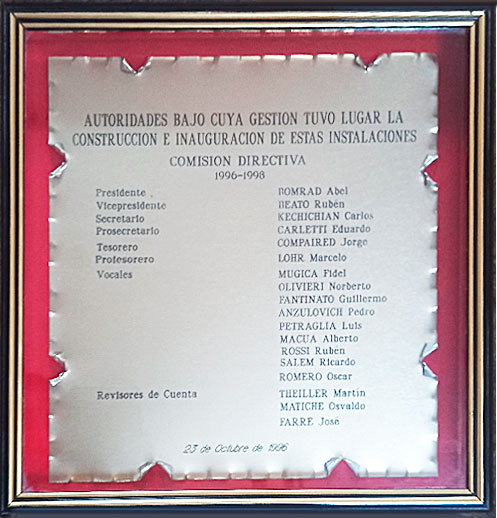 AUTORIDADES BAJO CUYA GESTION TUVO LUGAR LA
CONSTRUCCION E INAUGURACION DE ESTAS INSTALACIONES
COMISION DIRECTIVA
1996-1998
Presidente BOMRAD Abel
Vicepresidente BEATO Rubén
Secretario KECHICHIAN Carlos
Prosecretario CARLETTI Eduardo
Tesorero COMPAIRED Jorge
Profesorero LOHR Marcelo
Vocales MUGICA Fidel
OLIVIERI Norberto
FANTINATO Guillermo
ANZULOVICH Pedro
PETRAGLIA Luis
MACUA Alberto
ROSSI Rubén
SALEM Ricardo
ROMERO Oscar
Revisores de Cuenta THEILLER Martín
MATICHE Osvaldo
FARRE José
23 de Octubre de 1996